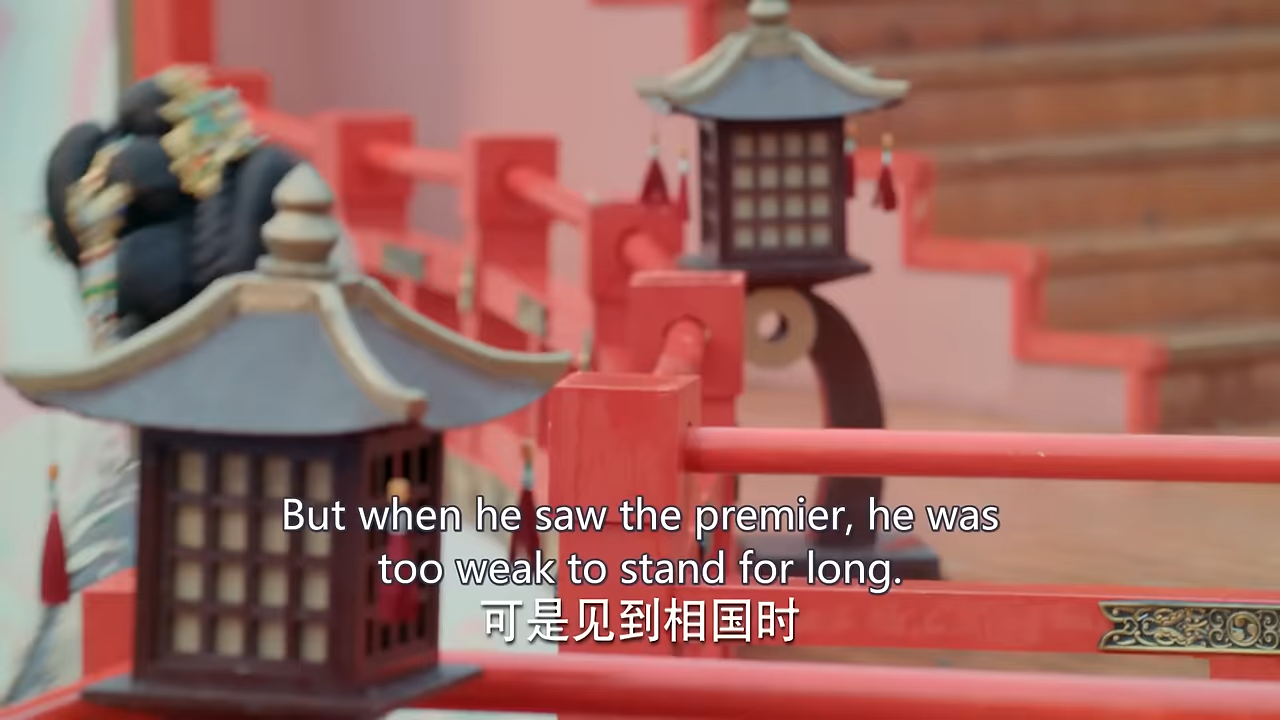 But when he saw the premier, he was
too weak to stand for long.
可是见到相国时